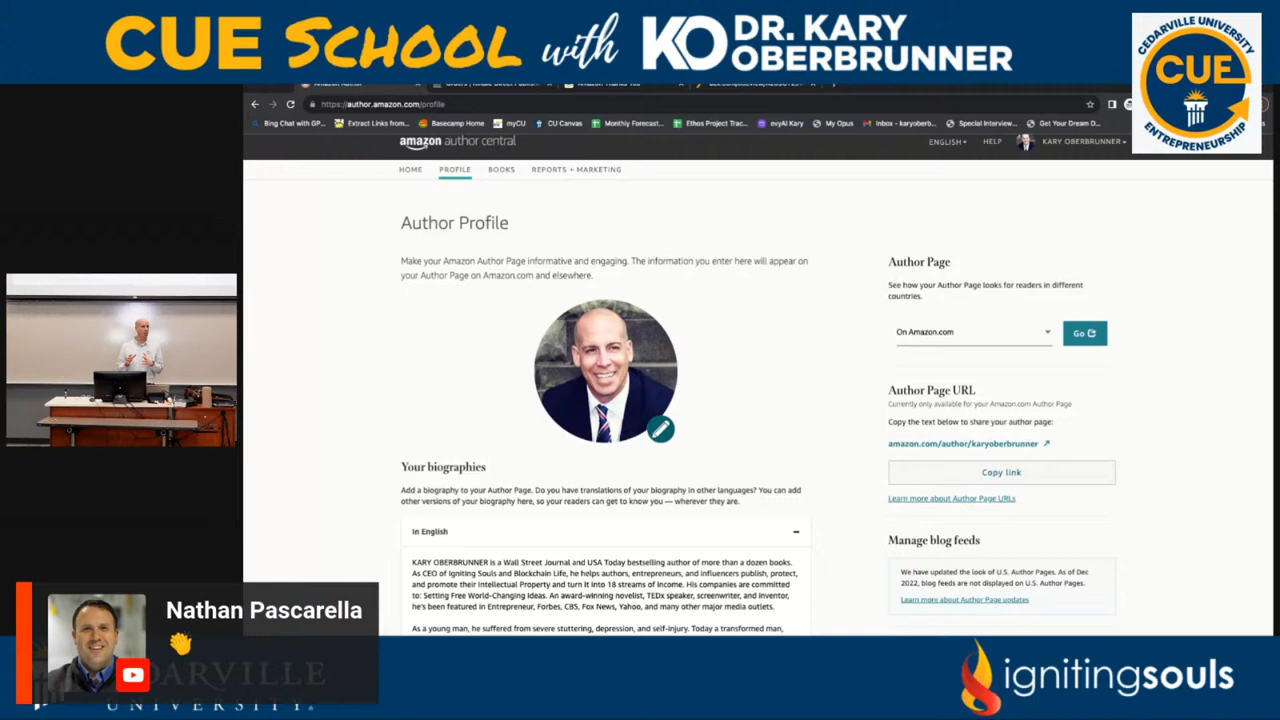 CUE SCHOOL with KO DR. KARY OBERBRUNNER
CEDARVILLE UNIVERSITY
CUE
ENTREPRENEURSHIP
https://author.amazon.com/profile
Bing Chat with GP... Extract Links from... Basecamp Home myCU CU Canvas Monthly Forecast... Ethos Project Trac... ovyAI Kary My Opus Inbox - karyoberb... Special Interview... Get Your Dream D...
amazon author central
ENGLISH HELP KARY OBERBRUNNER
HOME PROFILE BOOKS REPORTS + MARKETING
Author Profile
Make your Amazon Author Page informative and engaging. The information you enter here will appear on
your Author Page on Amazon.com and elsewhere.
Your biographies
Add a biography to your Author Page. Do you have translations of your biography in other languages? You can add
other versions of your biography here, so your readers can get to know you — wherever they are.
In English
KARY OBERBRUNNER is a Wall Street Journal and USA Today bestselling author of more than a dozen books.
As CEO of Igniting Souls and Blockchain Life, he helps authors, entrepreneurs, and influencers publish, protect,
and promote their Intellectual Property and turn it into 18 streams of income. His companies are committed
to: Setting Free World-Changing Ideas. An award-winning novelist, TEDx speaker, screenwriter, and inventor,
he's been featured in Entrepreneur, Forbes, CBS, Fox News, Yahoo, and many other major media outlets.
As a young man, he suffered from severe stuttering, depression, and self-injury. Today a transformed man,
Author Page
See how your Author Page looks for readers in different
countries.
On Amazon.com
Go
Author Page URL
Currently only available for your Amazon.com Author Page
Copy the text below to share your author page:
amazon.com/author/karyoberbrunner
Copy link
Learn more about Author Page URLs
Manage blog feeds
We have updated the look of U.S. Author Pages. As of Dec
2022, blog feeds are not displayed on U.S. Author Pages.
Learn more about Author Page updates
Nathan Pascarella
👏
UNIVERSITY
ignitingsouls